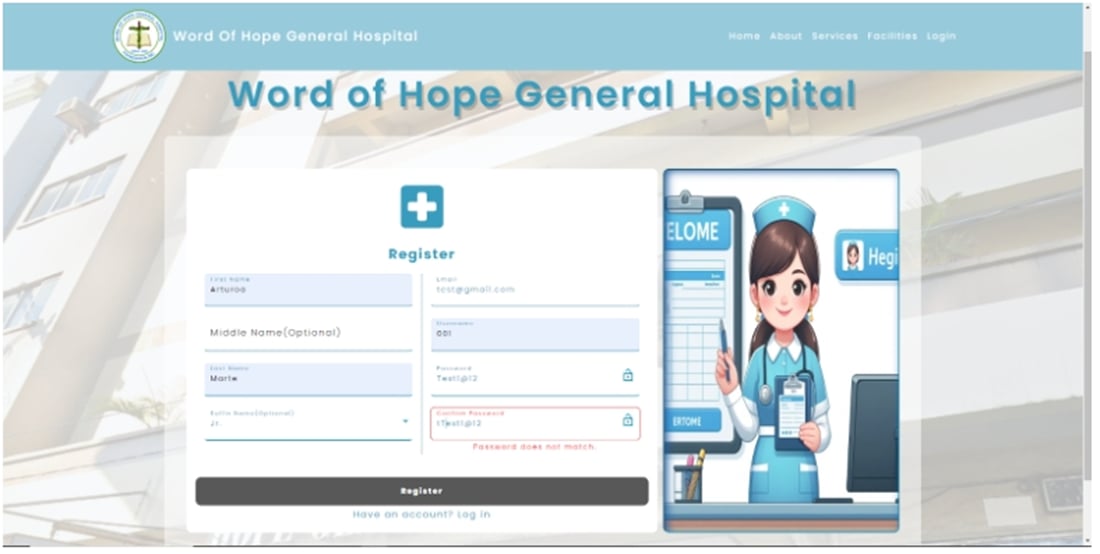 Word Of Hope General Hospital
Home About Services Facilities Login
Word of Hope General Hospital
Register
First Name
Arturoo
Middle Name(Optional)
Last Name
Marte
Suffix Name(Optional)
Jr.
Email
test@gmail.com
Username
001
Password
Test1@12
Confirm Password
tTest1@12
Password does not match.
Register
Have an account? Log in
ELOME
Hegi
ERTOME